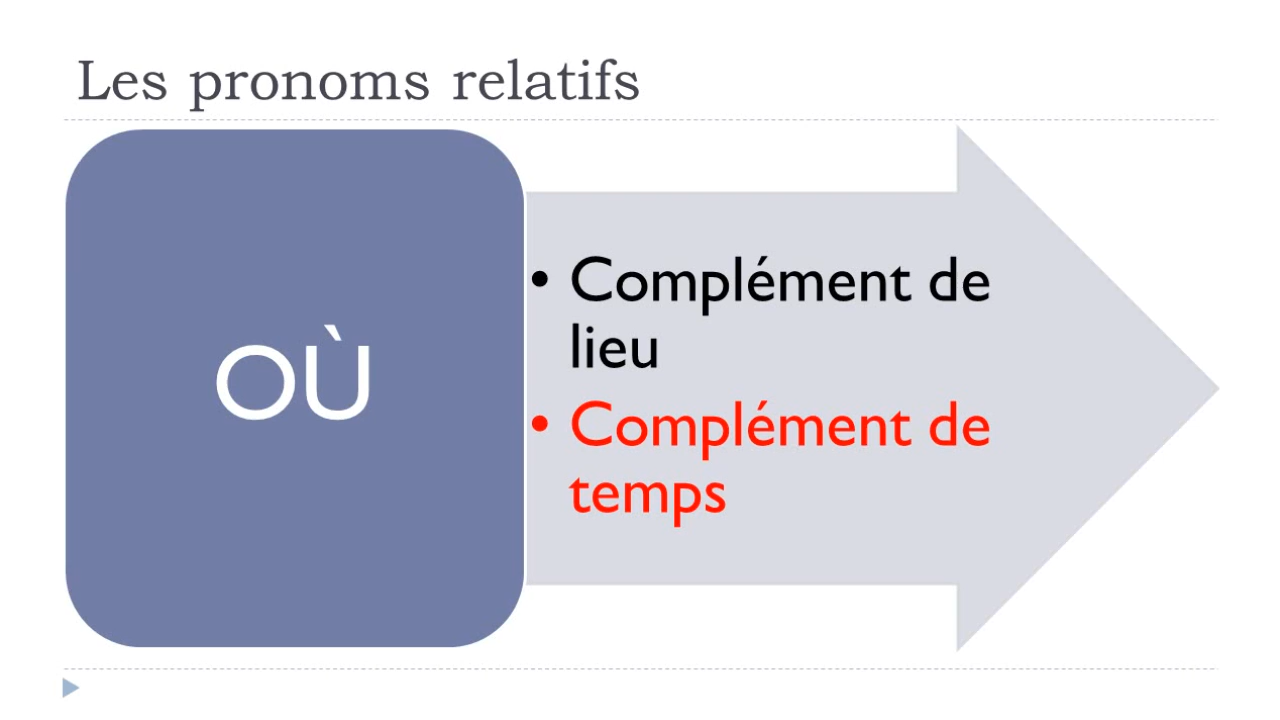 Les pronoms relatifs
OÙ
• Complément de
lieu
• Complément de
temps